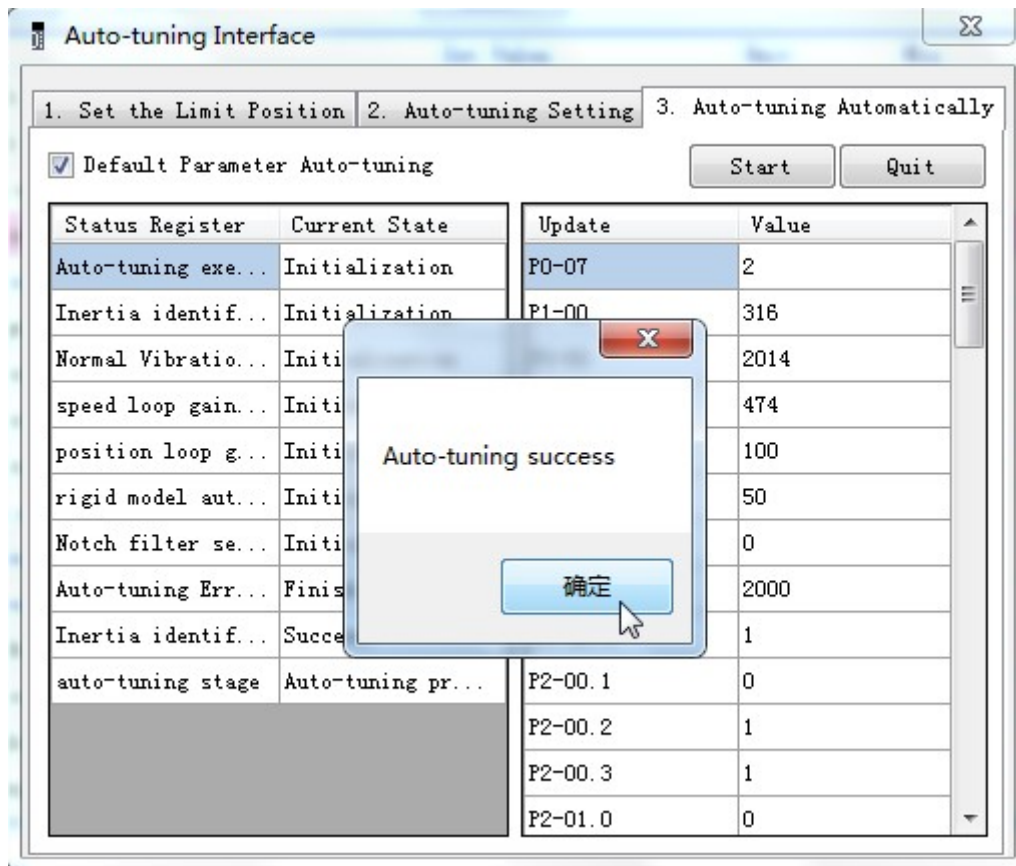 Auto-tuning Interface
1. Set the Limit Position 2. Auto-tuning Setting 3. Auto-tuning Automatically
Default Parameter Auto-tuning Start Quit
Status Register Current State Update Value
Auto-tuning exe... Initialization P0-07 2
Inertia identif... Initialization P1-00 316
Normal Vibratio... Initi 2014
speed loop gain... Initi 474
position loop g... Initi 100
rigid model aut... Initi 50
Notch filter se... Initi 0
Auto-tuning Err... Finis 2000
Inertia identif... Succe 1
auto-tuning stage Auto-tuning pr... P2-00.1 0
P2-00.2 1
P2-00.3 1
P2-01.0 0
Auto-tuning success
确定